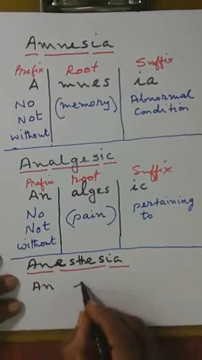 Amnesia
Prefix Root Suffix
A mnes ia
No (memory) Abnormal
Not condition
without
Analgesic
Prefix root Suffix
An alges ic
No (pain) pertaining
Not to
without
Anesthesia
An